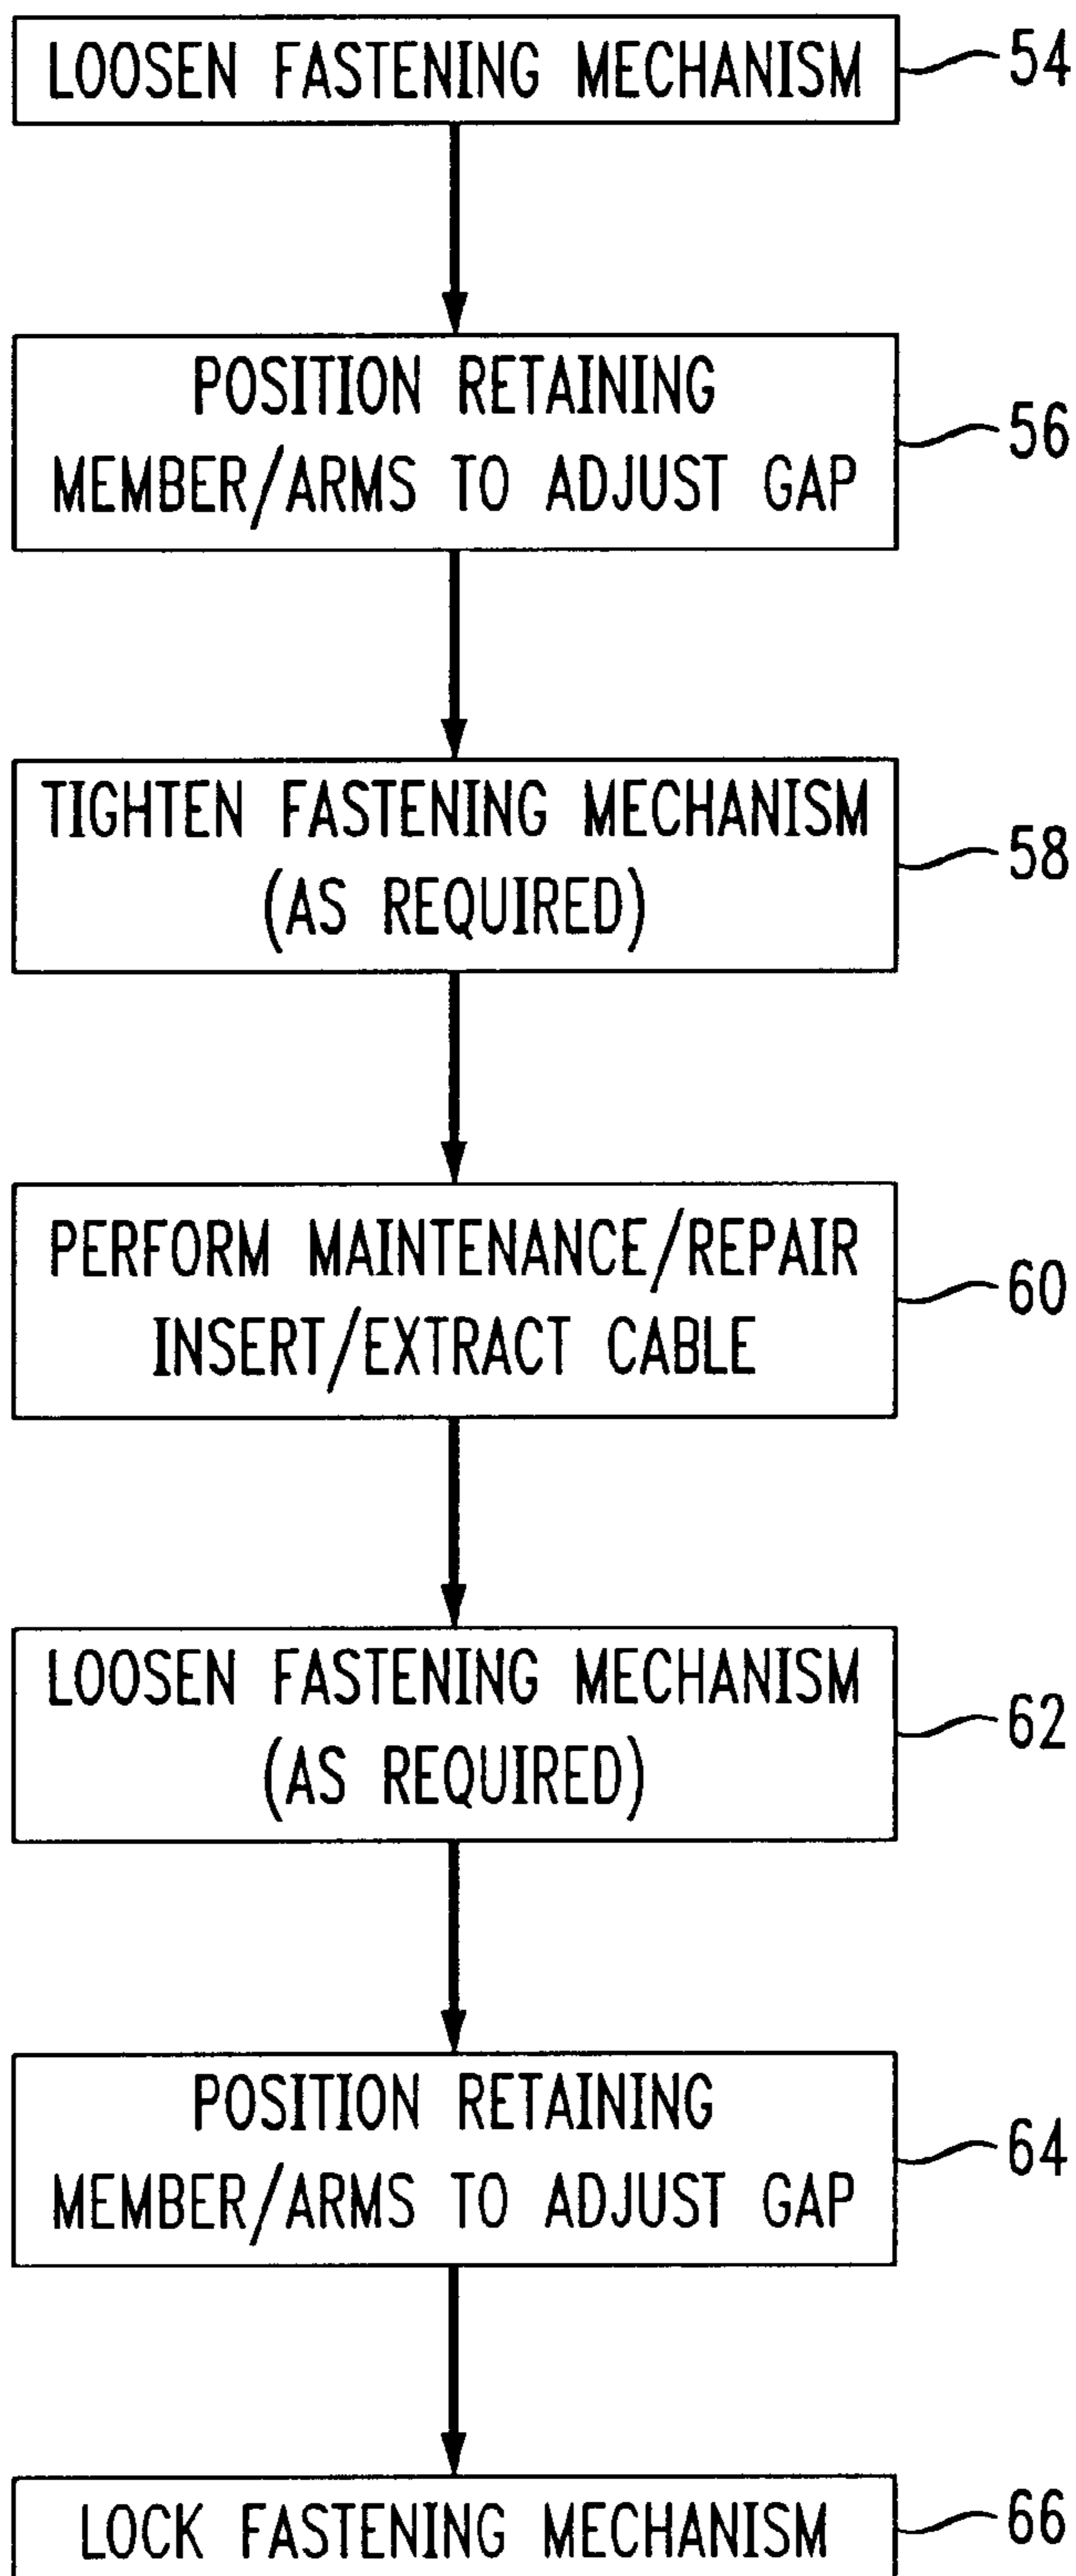 LOOSEN FASTENING MECHANISM
54
POSITION RETAINING
MEMBER/ARMS TO ADJUST GAP
56
TIGHTEN FASTENING MECHANISM
(AS REQUIRED)
58
PERFORM MAINTENANCE/REPAIR
INSERT/EXTRACT CABLE
60
LOOSEN FASTENING MECHANISM
(AS REQUIRED)
62
POSITION RETAINING
MEMBER/ARMS TO ADJUST GAP
64
LOCK FASTENING MECHANISM
66